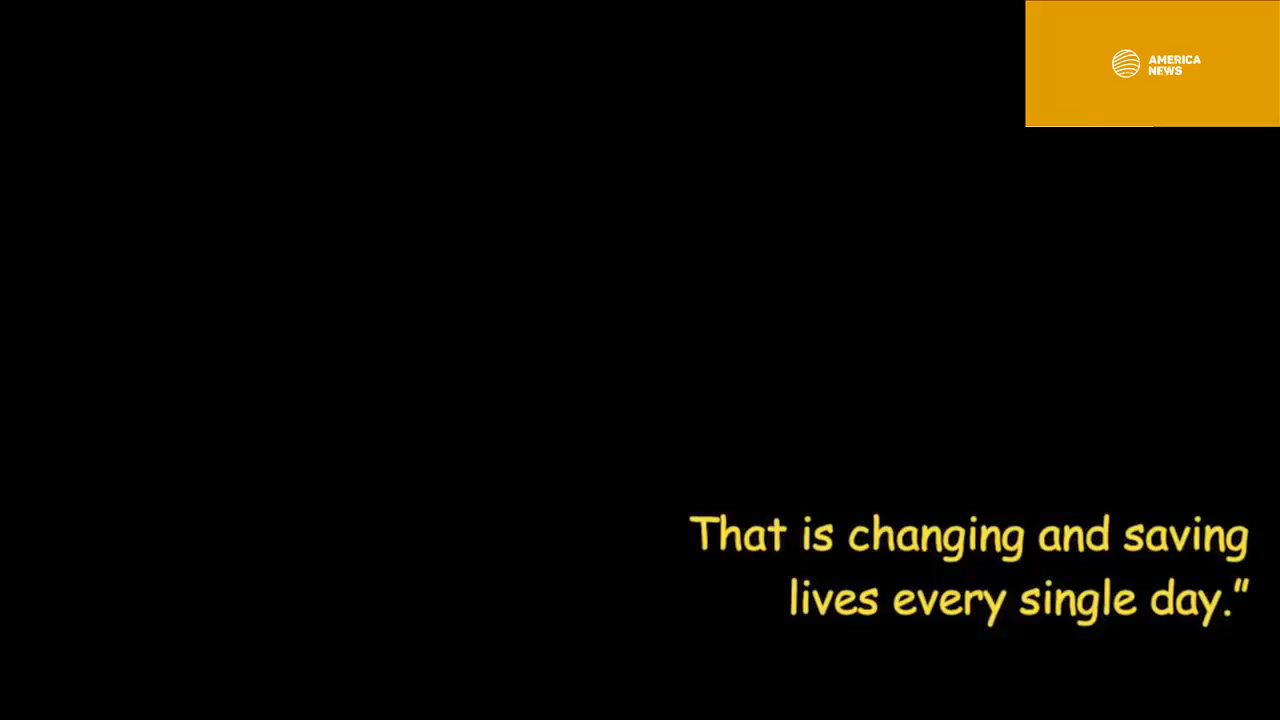 AMERICA
NEWS
That is changing and saving
lives every single day.”